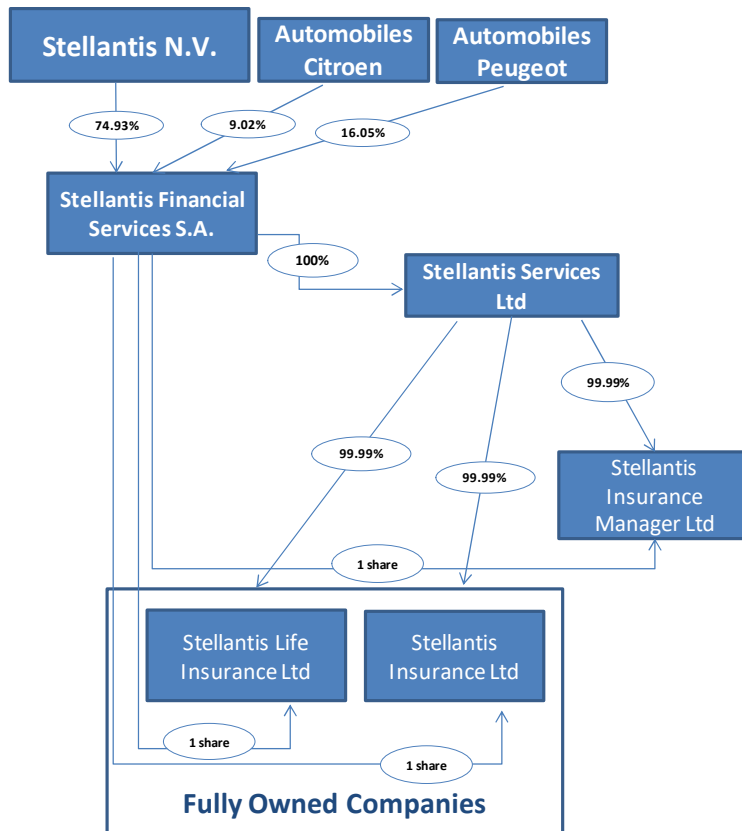 Stellantis N.V.
Automobiles
Citroen
Automobiles
Peugeot
74.93%
9.02%
16.05%
Stellantis Financial
Services S.A.
100%
Stellantis Services
Ltd
99.99%
99.99%
99.99%
Stellantis
Insurance
Manager Ltd
1 share
Stellantis Life
Insurance Ltd
Stellantis
Insurance Ltd
1 share
1 share
Fully Owned Companies